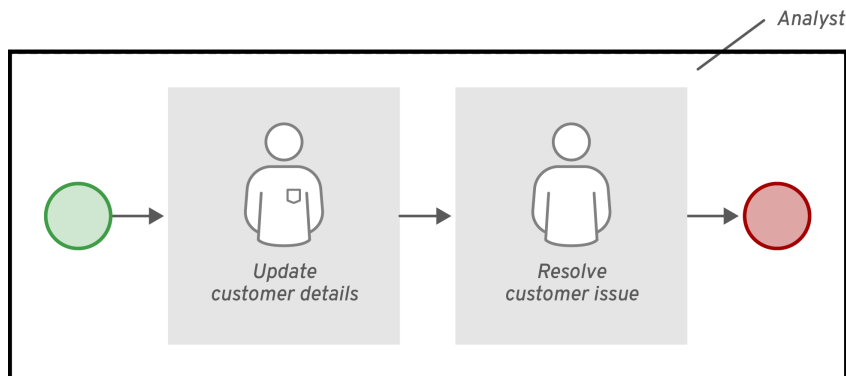 Analyst
Update
customer details
Resolve
customer issue